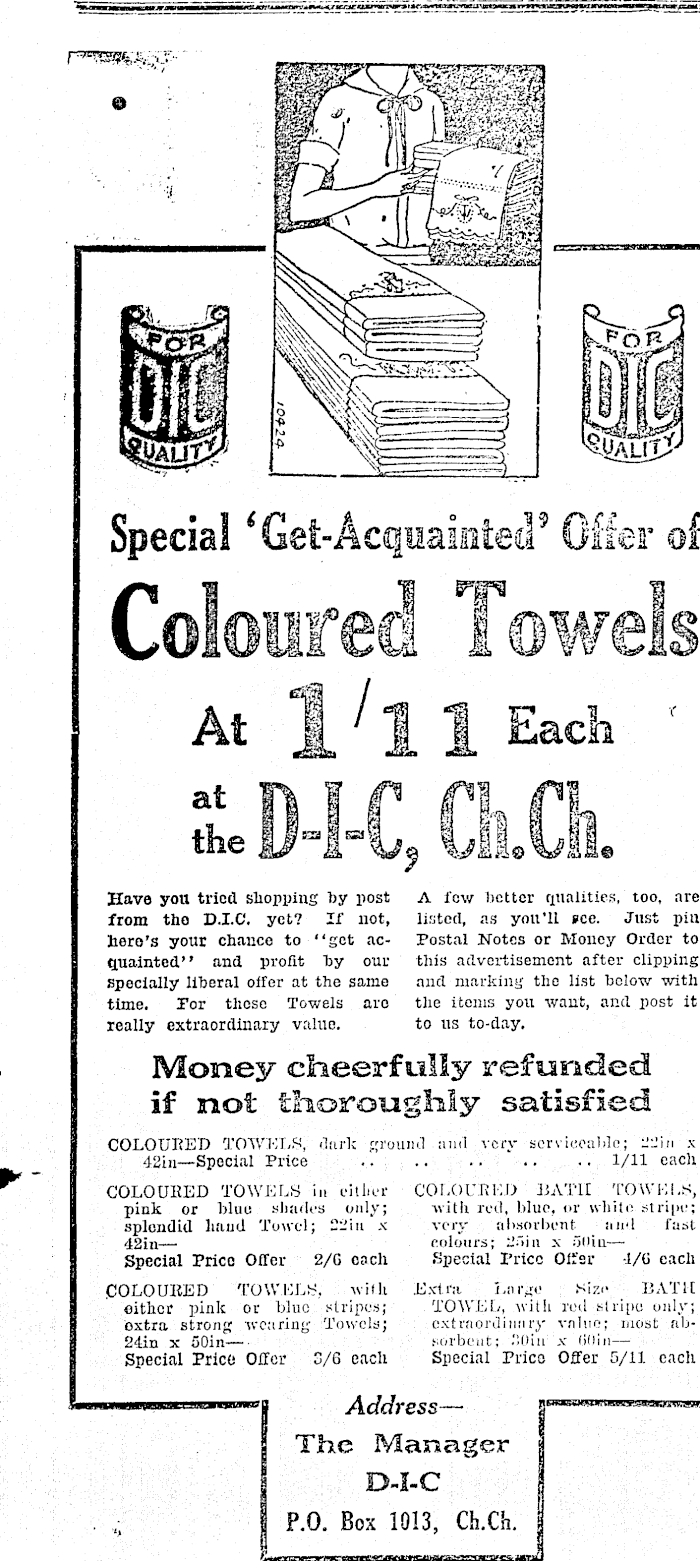 10424
FOR
DIC
QUALITY
FOR
DIC
QUALITY
Special ‘Get-Acquainted’ Offer of
Coloured Towels
At 1/11 Each
at the D-I-C, Ch.Ch.
Have you tried shopping by post
from the D.I.C. yet? If not,
here's your chance to “get ac-
quainted” and profit by our
specially liberal offer at the same
time. For these Towels are
really extraordinary value.
A few better qualities, too, are
listed, as you'll see. Just pin
Postal Notes or Money Order to
this advertisement after clipping
and marking the list below with
the items you want, and post it
to us to-day.
Money cheerfully refunded
if not thoroughly satisfied
COLOURED TOWELS, dark ground and very serviceable; 22in x
42in—Special Price .. .. .. .. .. 1/11 each
COLOURED TOWELS in either
pink or blue shades only;
splendid hand Towel; 22in x
42in—
Special Price Offer 2/6 each
COLOURED TOWELS, with
either pink or blue stripes;
extra strong wearing Towels;
24in x 50in—
Special Price Offer 3/6 each
COLOURED BATH TOWELS,
with red, blue, or white stripe;
very absorbent and fast
colours; 25in x 50in—
Special Price Offer 4/6 each
Extra Large Size BATH
TOWEL, with red stripe only;
extraordinary value; most ab-
sorbent; 30in x 60in—
Special Price Offer 5/11 each
Address—
The Manager
D-I-C
P.O. Box 1013, Ch.Ch.